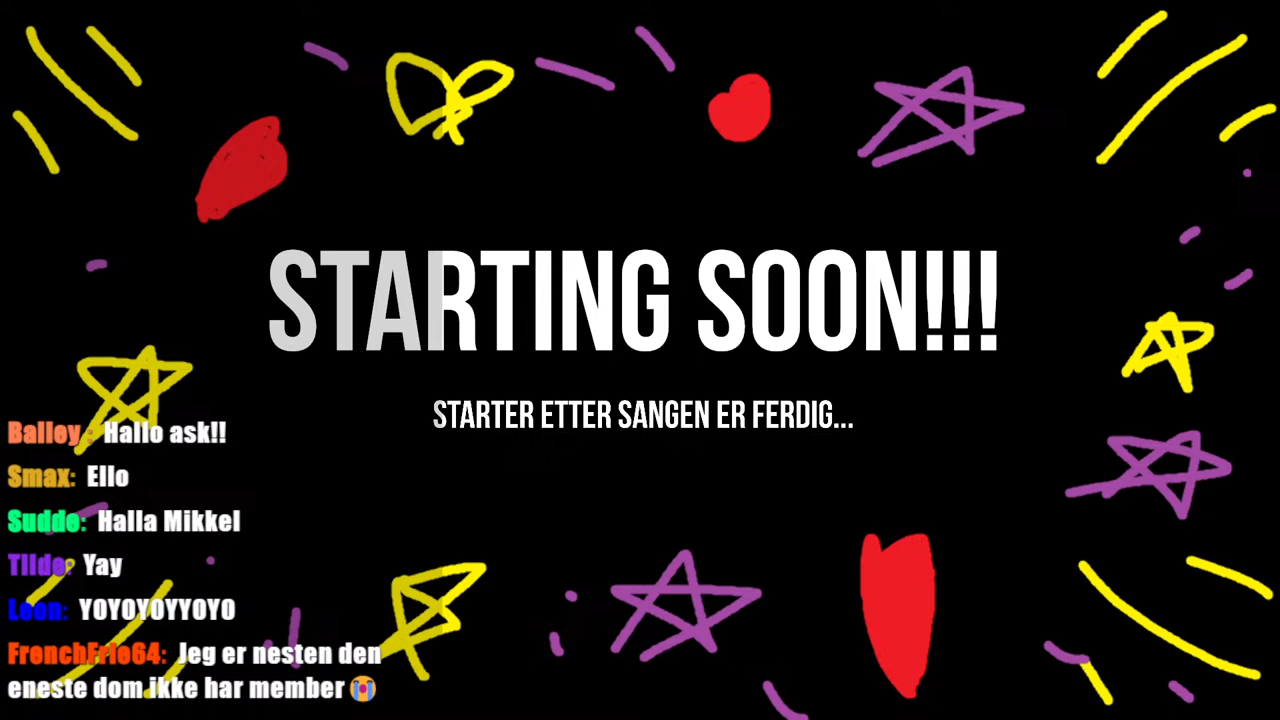 STARTING SOON!!!
STARTER ETTER SANGEN ER FERDIG...
Balley: Hallo ask!!
Smax: Ello
Sudde: Halla Mikkel
Tilde: Yay
Leon: YOYOYOYYOYO
FrenchFrie64: Jeg er nesten den
eneste dom ikke har member 😭